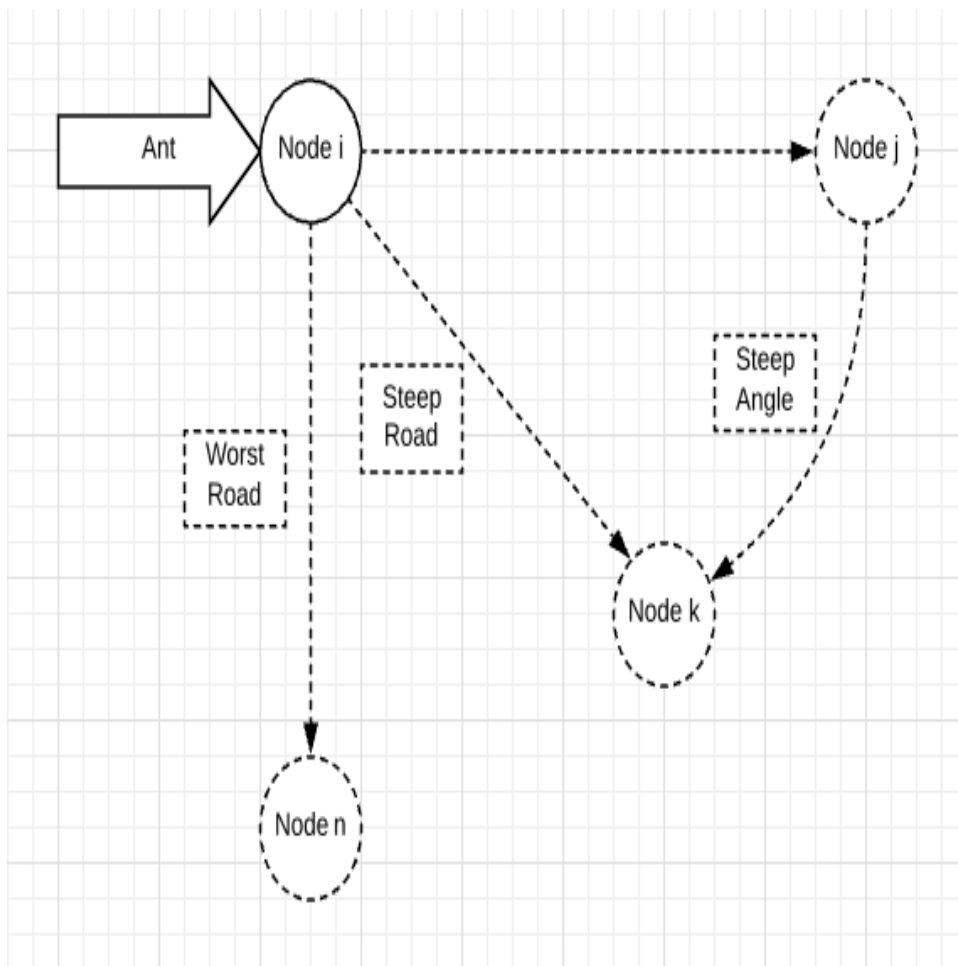 Ant
Node i
Node j
Steep
Angle
Steep
Road
Worst
Road
Node k
Node n